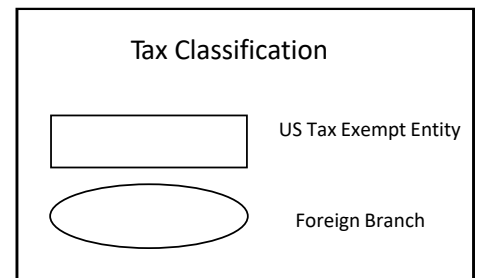 Tax Classification
US Tax Exempt Entity
Foreign Branch